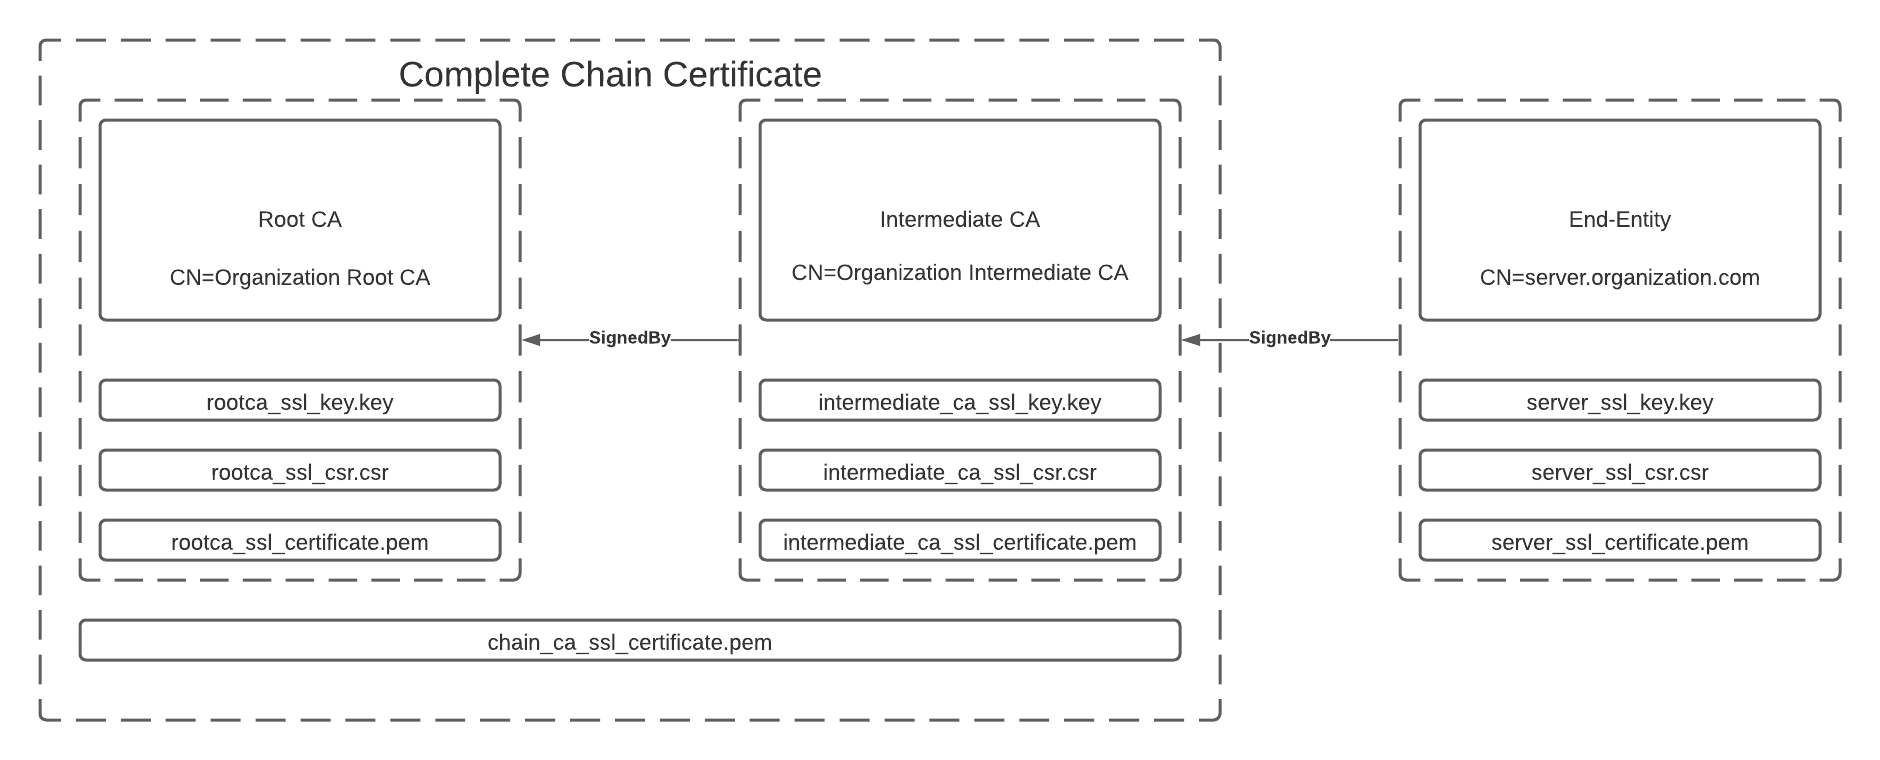 Complete Chain Certificate
Root CA
CN=Organization Root CA
rootca_ssl_key.key
rootca_ssl_csr.csr
rootca_ssl_certificate.pem
SignedBy
Intermediate CA
CN=Organization Intermediate CA
intermediate_ca_ssl_key.key
intermediate_ca_ssl_csr.csr
intermediate_ca_ssl_certificate.pem
chain_ca_ssl_certificate.pem
SignedBy
End-Entity
CN=server.organization.com
server_ssl_key.key
server_ssl_csr.csr
server_ssl_certificate.pem